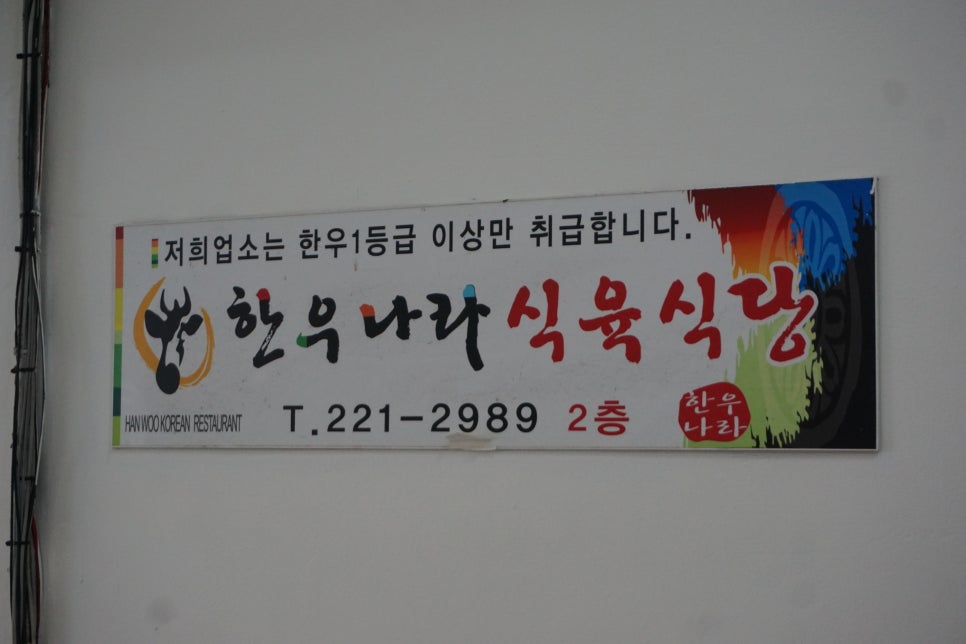 저희업소는 한우1등급 이상만 취급합니다.
한우나라 식육식당
HAN WOO KOREAN RESTAURANT
T.221-2989 2층
한우
나라